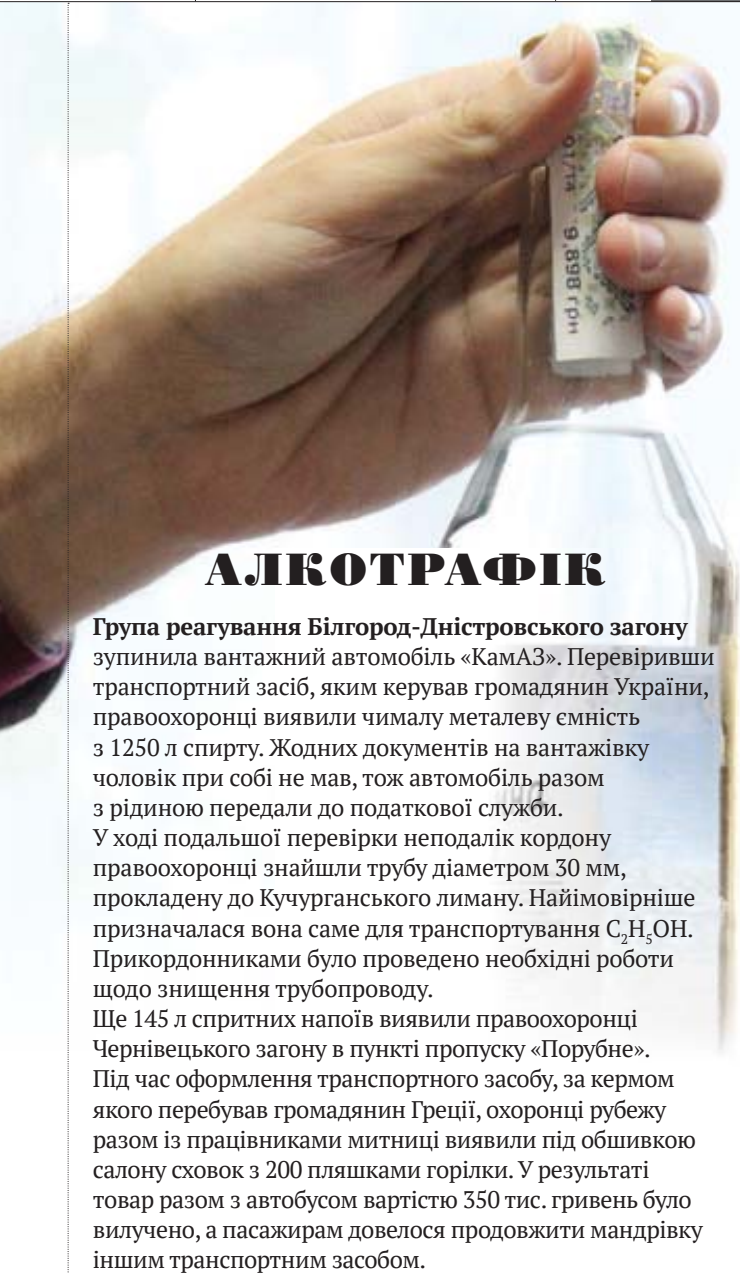 01/14 9,898 грн
АЛКОТРАФІК
Група реагування Білгород-Дністровського загону
зупинила вантажний автомобіль «КамАЗ». Перевіривши
транспортний засіб, яким керував громадянин України,
правоохоронці виявили чималу металеву ємність
з 1250 л спирту. Жодних документів на вантажівку
чоловік при собі не мав, тож автомобіль разом
з рідиною передали до податкової служби.
У ході подальшої перевірки неподалік кордону
правоохоронці знайшли трубу діаметром 30 мм,
прокладену до Кучурганського лиману. Найімовірніше
призначалася вона саме для транспортування C₂H₅OH.
Прикордонниками було проведено необхідні роботи
щодо знищення трубопроводу.
Ще 145 л спритних напоїв виявили правоохоронці
Чернівецького загону в пункті пропуску «Порубне».
Під час оформлення транспортного засобу, за кермом
якого перебував громадянин Греції, охоронці рубежу
разом із працівниками митниці виявили під обшивкою
салону сховок з 200 пляшками горілки. У результаті
товар разом з автобусом вартістю 350 тис. гривень було
вилучено, а пасажирам довелося продовжити мандрівку
іншим транспортним засобом.